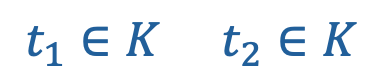 t₁ ∈ K t₂ ∈ K